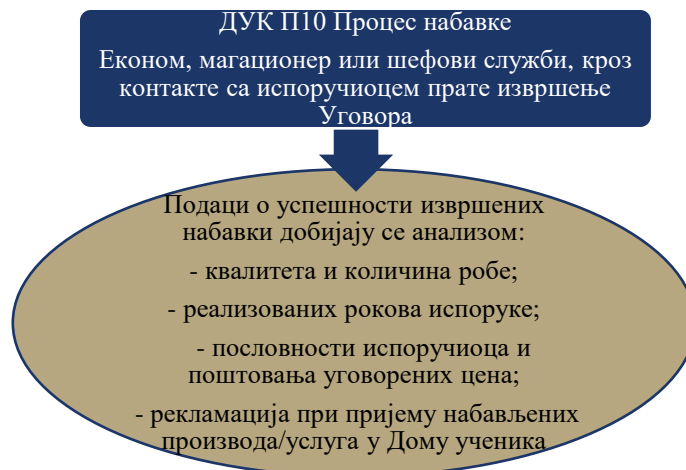 ДУК П10 Процес набавке
Економ, магационер или шефови служби, кроз
контакте са испоручиоцем прате извршење
Уговора
Подаци о успешности извршених
набавки добијају се анализом:
- квалитета и количина робе;
- реализованих рокова испоруке;
- пословности испоручиоца и
поштовања уговорених цена;
- рекламација при пријему набављених
производа/услуга у Дому ученика